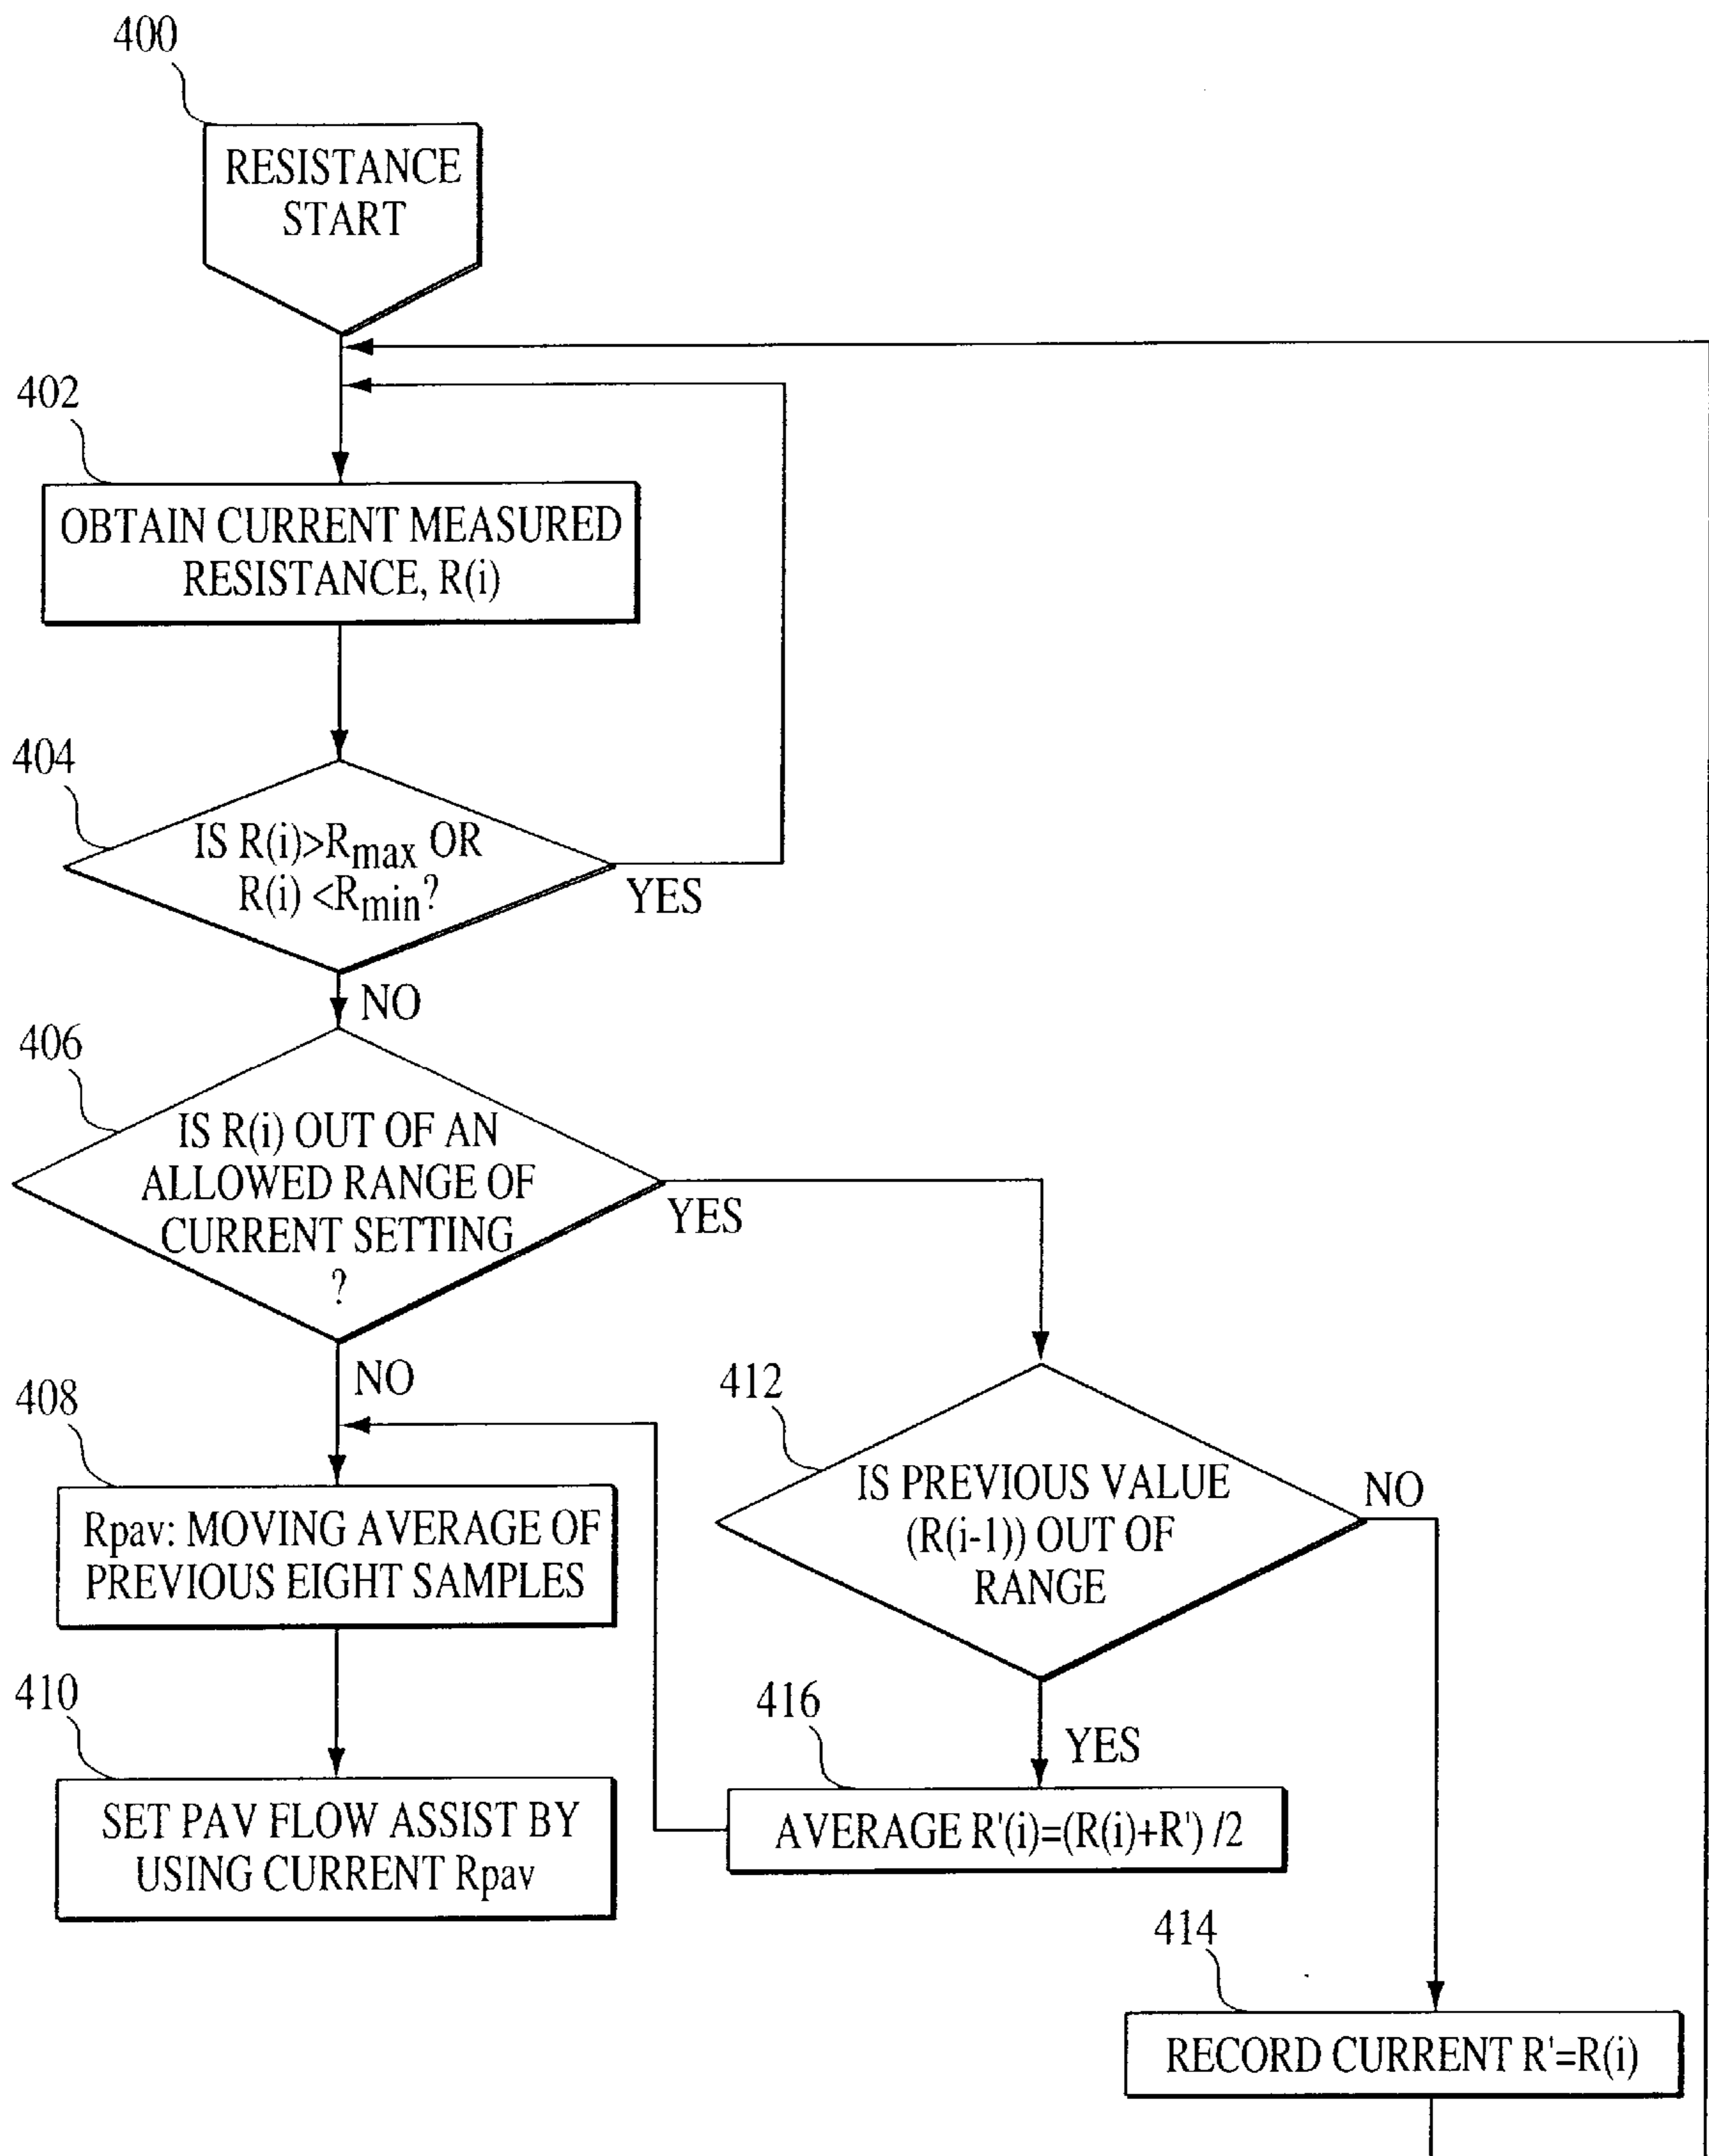 400
RESISTANCE
START
402
OBTAIN CURRENT MEASURED
RESISTANCE, R(i)
404
IS R(i)>Rmax OR
R(i) <Rmin?
YES
NO
406
IS R(i) OUT OF AN
ALLOWED RANGE OF
CURRENT SETTING
?
YES
NO
408
Rpav: MOVING AVERAGE OF
PREVIOUS EIGHT SAMPLES
410
SET PAV FLOW ASSIST BY
USING CURRENT Rpav
412
IS PREVIOUS VALUE
(R(i-1)) OUT OF
RANGE
NO
YES
416
AVERAGE R'(i)=(R(i)+R') /2
414
RECORD CURRENT R'=R(i)